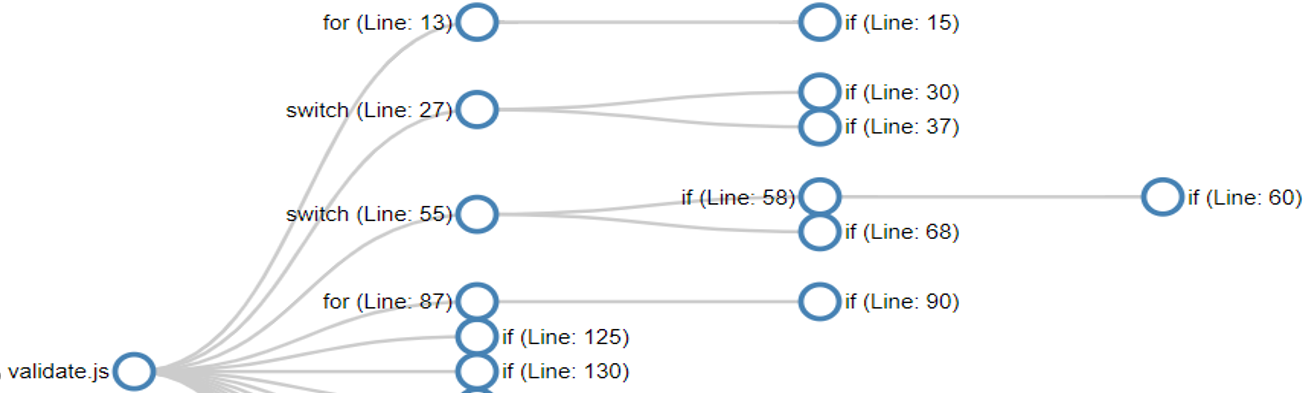 for (Line: 13)
if (Line: 15)
switch (Line: 27)
if (Line: 30)
if (Line: 37)
switch (Line: 55)
if (Line: 58)
if (Line: 60)
if (Line: 68)
for (Line: 87)
if (Line: 90)
if (Line: 125)
validate.js
if (Line: 130)